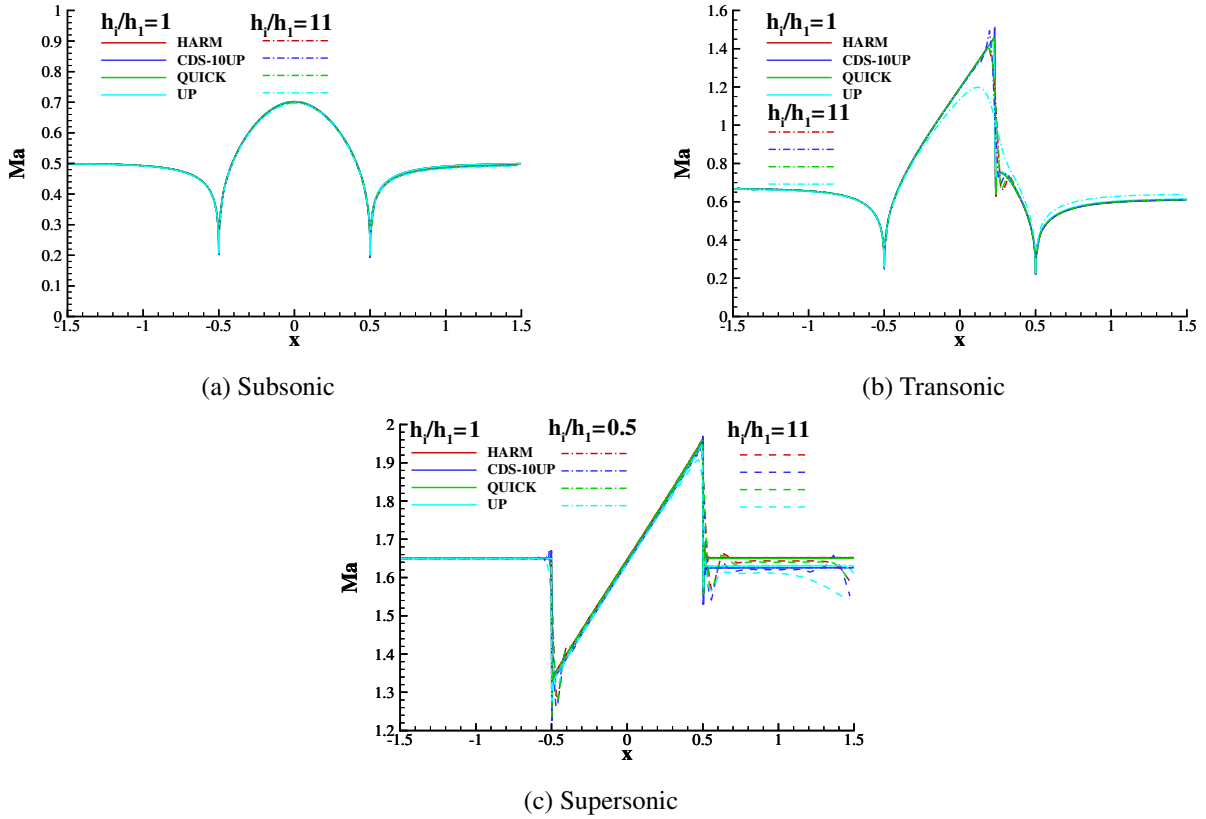 h_i/h_1=1 h_i/h_1=11
HARM
CDS-10UP
QUICK
UP
Ma
1
0.9
0.8
0.7
0.6
0.5
0.4
0.3
0.2
0.1
0
-1.5 -1 -0.5 0 0.5 1 1.5
x
(a) Subsonic
h_i/h_1=1
HARM
CDS-10UP
QUICK
UP
h_i/h_1=11
Ma
1.6
1.4
1.2
1
0.8
0.6
0.4
0.2
0
-1.5 -1 -0.5 0 0.5 1 1.5
x
(b) Transonic
h_i/h_1=1 h_i/h_1=0.5 h_i/h_1=11
HARM
CDS-10UP
QUICK
UP
Ma
2
1.9
1.8
1.7
1.6
1.5
1.4
1.3
1.2
-1.5 -1 -0.5 0 0.5 1 1.5
x
(c) Supersonic